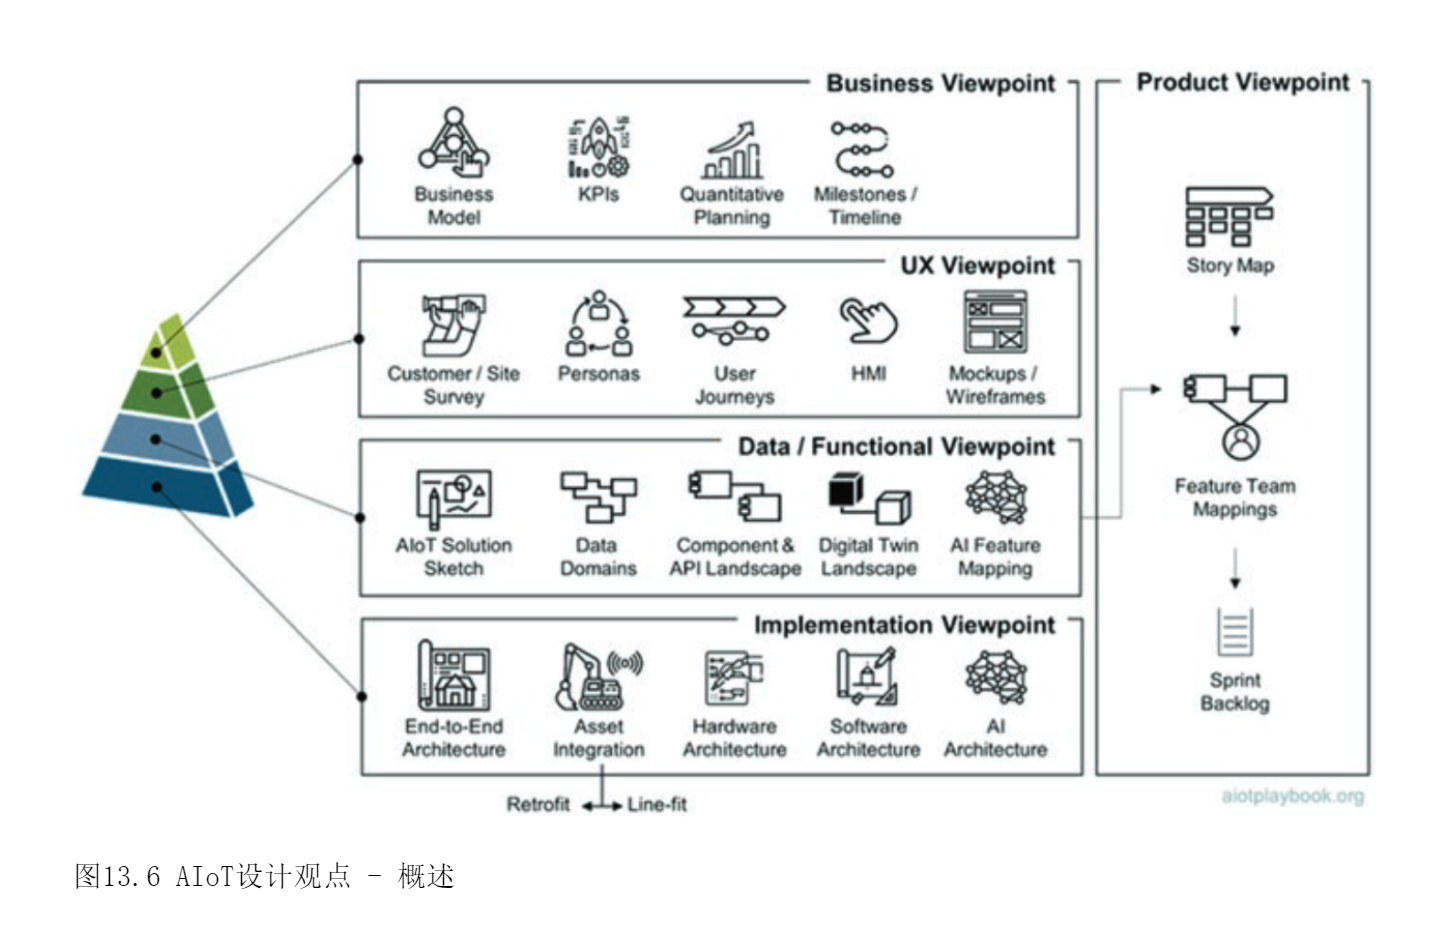 Business Viewpoint
Business
Model
KPIs
Quantitative
Planning
Milestones /
Timeline
UX Viewpoint
Customer / Site
Survey
Personas
User
Journeys
HMI
Mockups /
Wireframes
Data / Functional Viewpoint
AIoT Solution
Sketch
Data
Domains
Component &
API Landscape
Digital Twin
Landscape
AI Feature
Mapping
Implementation Viewpoint
End-to-End
Architecture
Asset
Integration
Hardware
Architecture
Software
Architecture
AI
Architecture
Retrofit
Line-fit
Product Viewpoint
Story Map
Feature Team
Mappings
Sprint
Backlog
aiotplaybook.org
图13.6 AIoT设计观点 - 概述